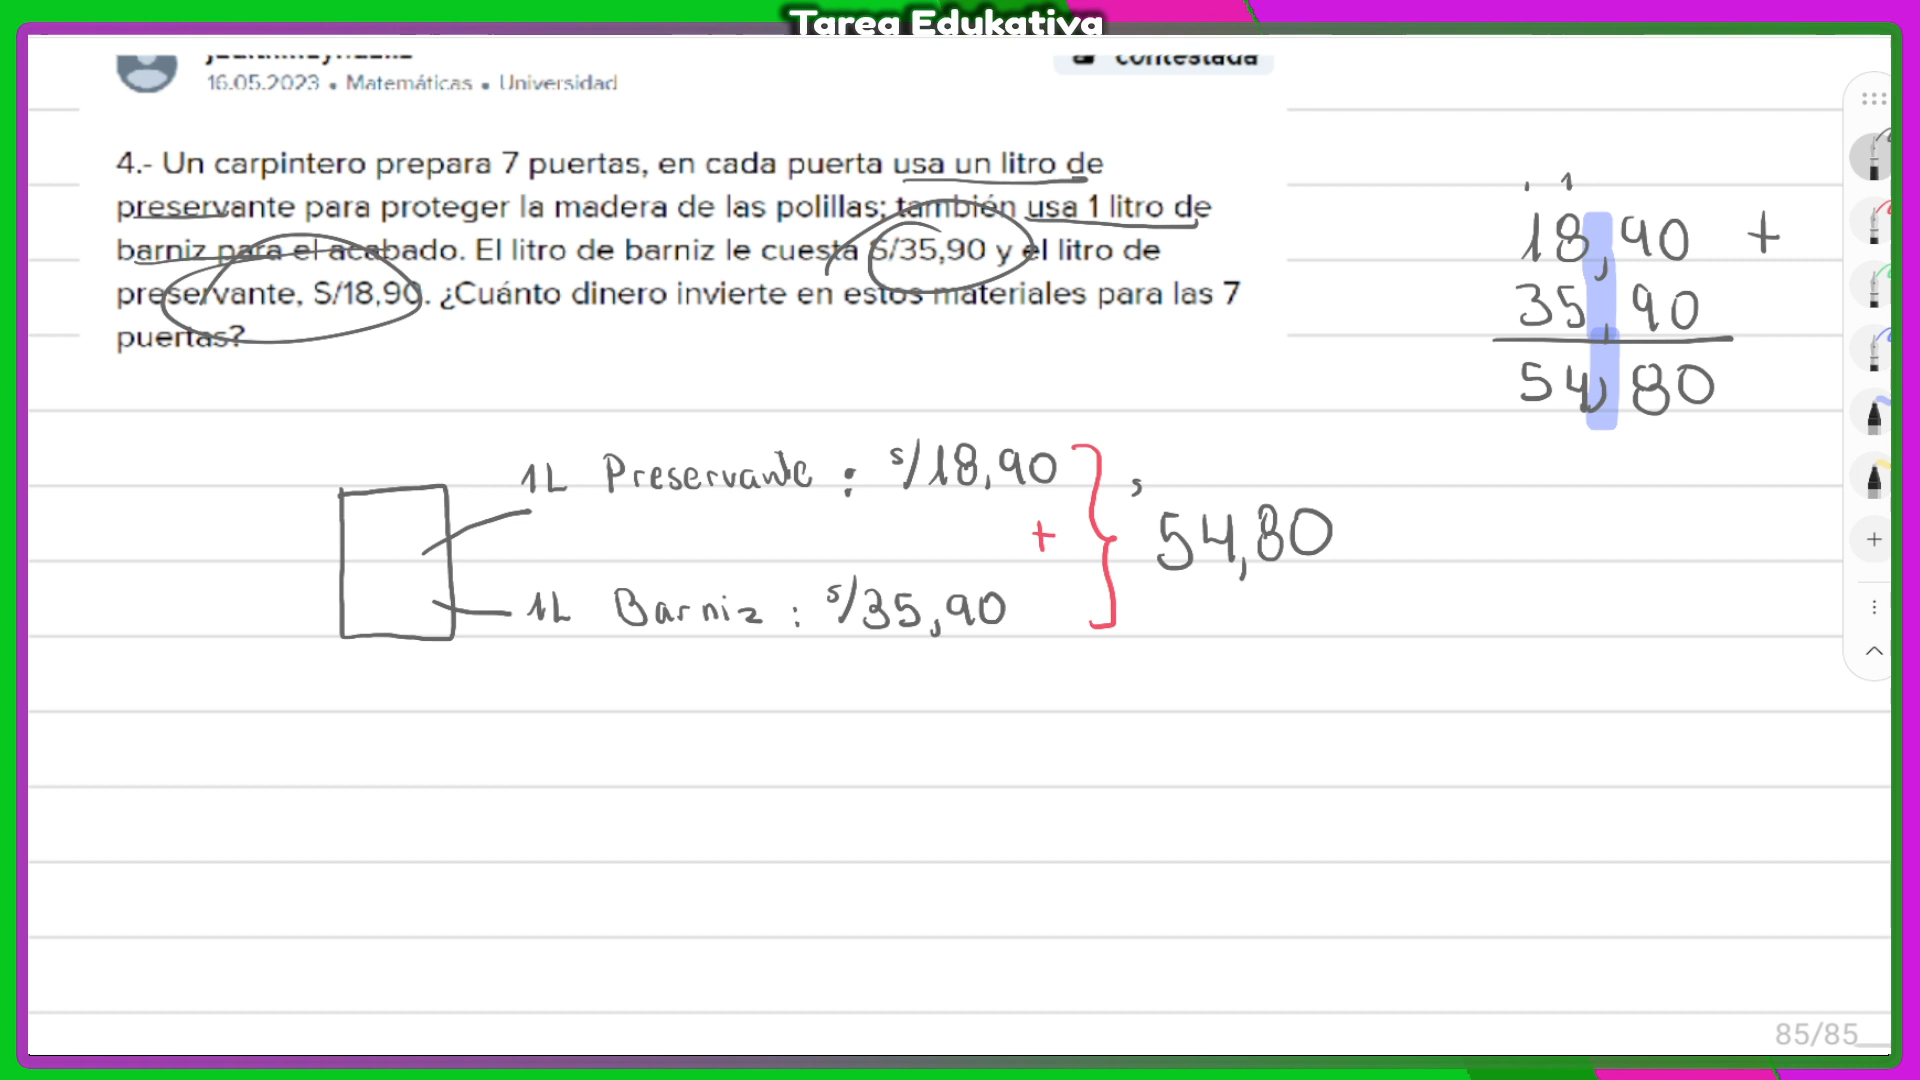 Tarea Edukativa
contestada
16.05.2023 • Matemáticas • Universidad
4.- Un carpintero prepara 7 puertas, en cada puerta usa un litro de
preservante para proteger la madera de las polillas; también usa 1 litro de
barniz para el acabado. El litro de barniz le cuesta S/35,90 y el litro de
preservante, S/18,90. ¿Cuánto dinero invierte en estos materiales para las 7
puertas?
1
18,90 +
35,90
54,80
1L Preservante : s/18,90
+
s
54,80
1L Barniz : s/35,90
85/85